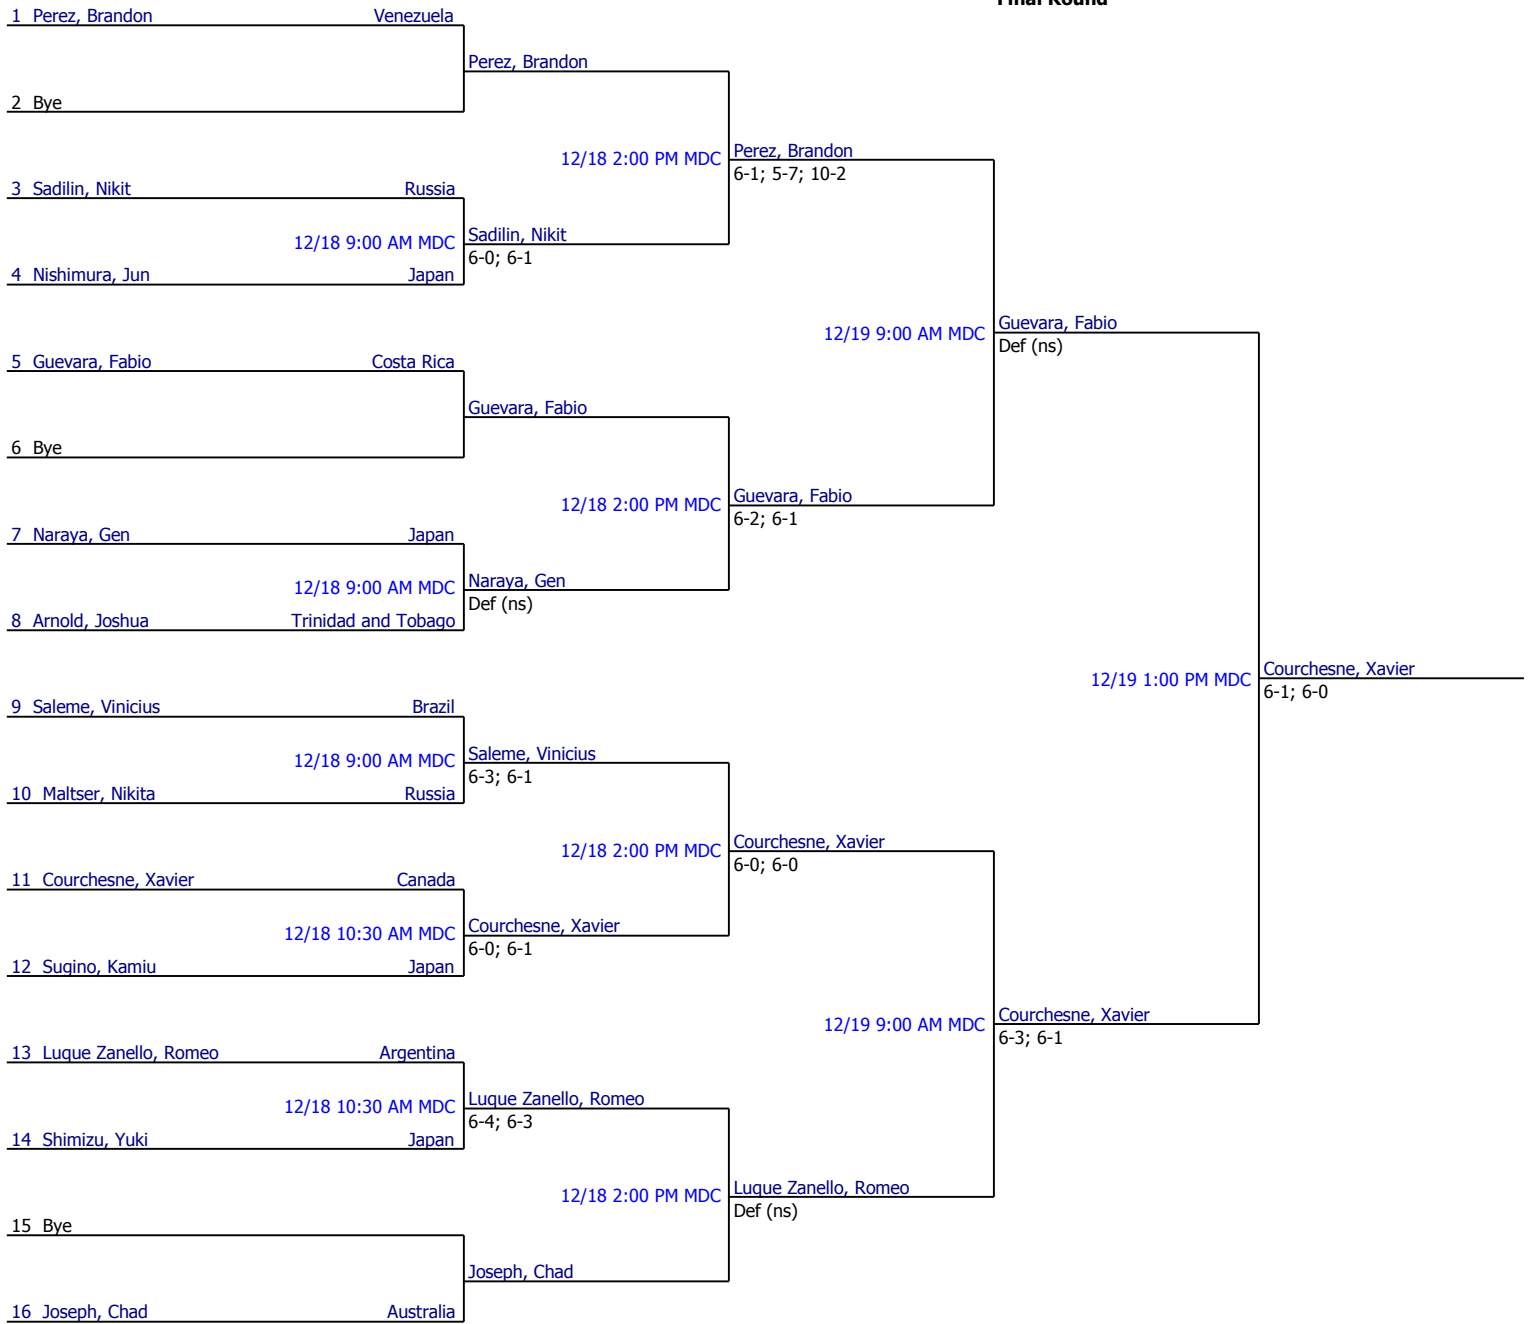 Final Round
1 Perez, Brandon Venezuela
Perez, Brandon
2 Bye
12/18 2:00 PM MDC Perez, Brandon
6-1; 5-7; 10-2
3 Sadilin, Nikit Russia
12/18 9:00 AM MDC Sadilin, Nikit
6-0; 6-1
4 Nishimura, Jun Japan
12/19 9:00 AM MDC Guevara, Fabio
Def (ns)
5 Guevara, Fabio Costa Rica
Guevara, Fabio
6 Bye
12/18 2:00 PM MDC Guevara, Fabio
6-2; 6-1
7 Naraya, Gen Japan
12/18 9:00 AM MDC Naraya, Gen
Def (ns)
8 Arnold, Joshua Trinidad and Tobago
12/19 1:00 PM MDC Courchesne, Xavier
6-1; 6-0
9 Saleme, Vinicius Brazil
12/18 9:00 AM MDC Saleme, Vinicius
6-3; 6-1
10 Maltser, Nikita Russia
12/18 2:00 PM MDC Courchesne, Xavier
6-0; 6-0
11 Courchesne, Xavier Canada
12/18 10:30 AM MDC Courchesne, Xavier
6-0; 6-1
12 Sugino, Kamiu Japan
12/19 9:00 AM MDC Courchesne, Xavier
6-3; 6-1
13 Luque Zanello, Romeo Argentina
12/18 10:30 AM MDC Luque Zanello, Romeo
6-4; 6-3
14 Shimizu, Yuki Japan
12/18 2:00 PM MDC Luque Zanello, Romeo
Def (ns)
15 Bye
Joseph, Chad
16 Joseph, Chad Australia